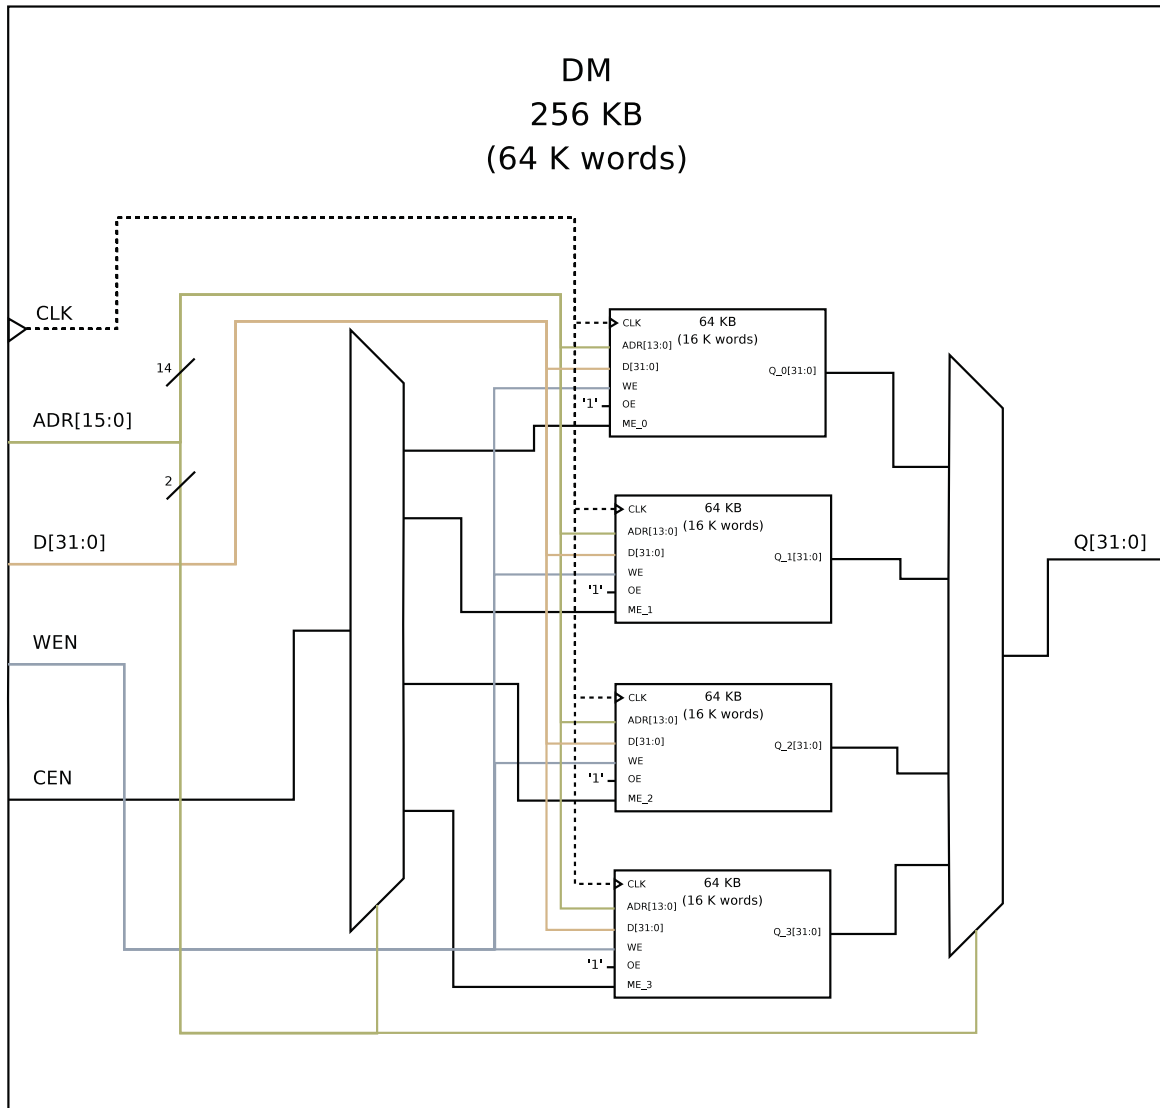 DM
256 KB
(64 K words)
CLK
14
ADR[15:0]
2
D[31:0]
WEN
CEN
CLK
64 KB
(16 K words)
ADR[13:0]
D[31:0]
Q_0[31:0]
WE
'1'
OE
ME_0
CLK
64 KB
(16 K words)
ADR[13:0]
D[31:0]
Q_1[31:0]
WE
'1'
OE
ME_1
CLK
64 KB
(16 K words)
ADR[13:0]
D[31:0]
Q_2[31:0]
WE
'1'
OE
ME_2
CLK
64 KB
(16 K words)
ADR[13:0]
D[31:0]
Q_3[31:0]
WE
'1'
OE
ME_3
Q[31:0]